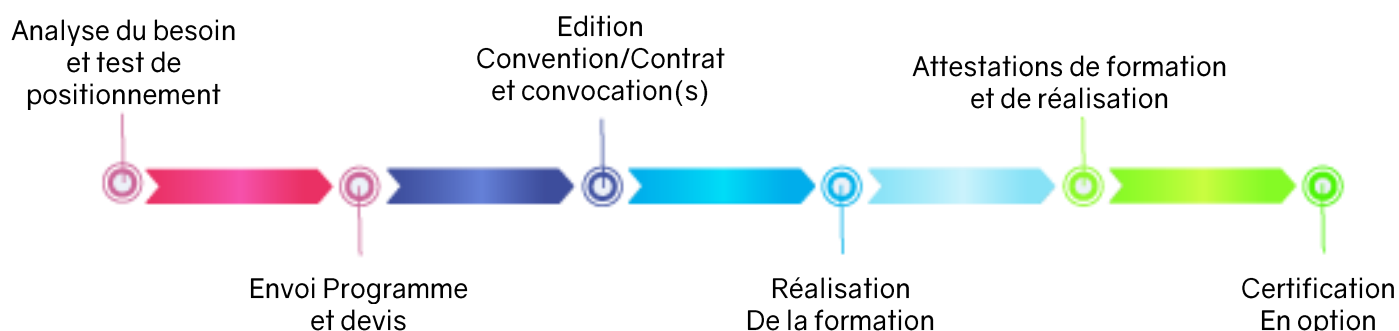 Analyse du besoin
et test de
positionnement
Envoi Programme
et devis
Edition
Convention/Contrat
et convocation(s)
Réalisation
De la formation
Attestations de formation
et de réalisation
Certification
En option